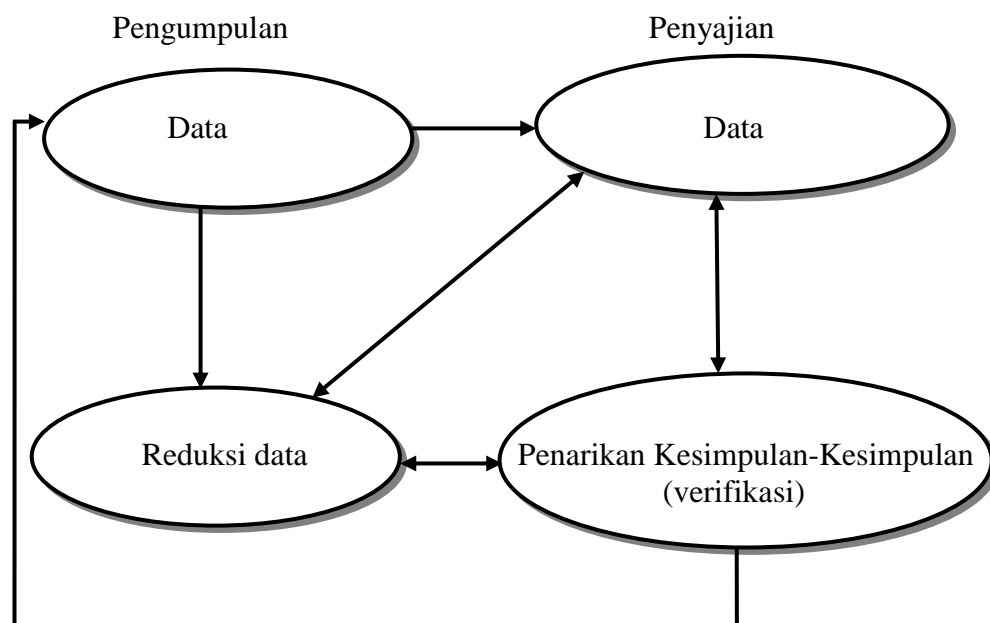 Pengumpulan
Penyajian
Data
Data
Reduksi data
Penarikan Kesimpulan-Kesimpulan
(verifikasi)